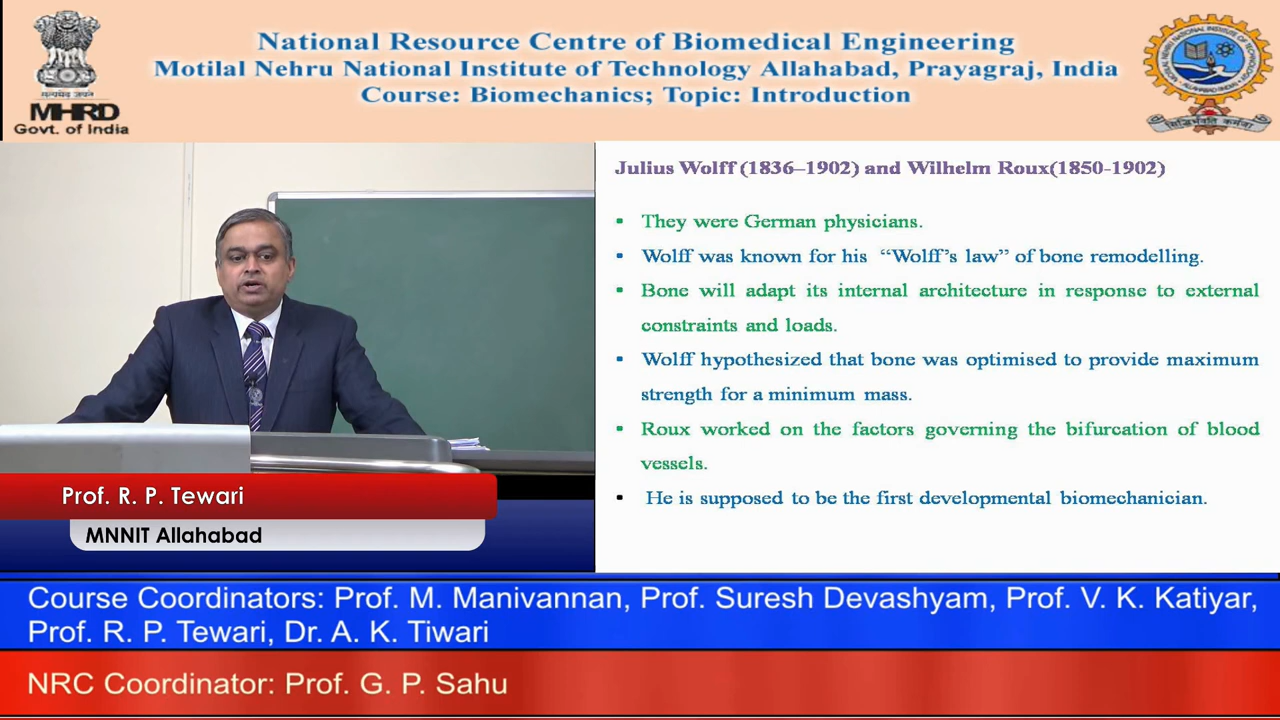 National Resource Centre of Biomedical Engineering
Motilal Nehru National Institute of Technology Allahabad, Prayagraj, India
Course: Biomechanics; Topic: Introduction
सत्यमेव जयते
MHRD
Govt. of India
Julius Wolff (1836–1902) and Wilhelm Roux(1850-1902)
▪ They were German physicians.
▪ Wolff was known for his “Wolff’s law” of bone remodelling.
▪ Bone will adapt its internal architecture in response to external
constraints and loads.
▪ Wolff hypothesized that bone was optimised to provide maximum
strength for a minimum mass.
▪ Roux worked on the factors governing the bifurcation of blood
vessels.
▪ He is supposed to be the first developmental biomechanician.
Prof. R. P. Tewari
MNNIT Allahabad
Course Coordinators: Prof. M. Manivannan, Prof. Suresh Devashyam, Prof. V. K. Katiyar,
Prof. R. P. Tewari, Dr. A. K. Tiwari
NRC Coordinator: Prof. G. P. Sahu